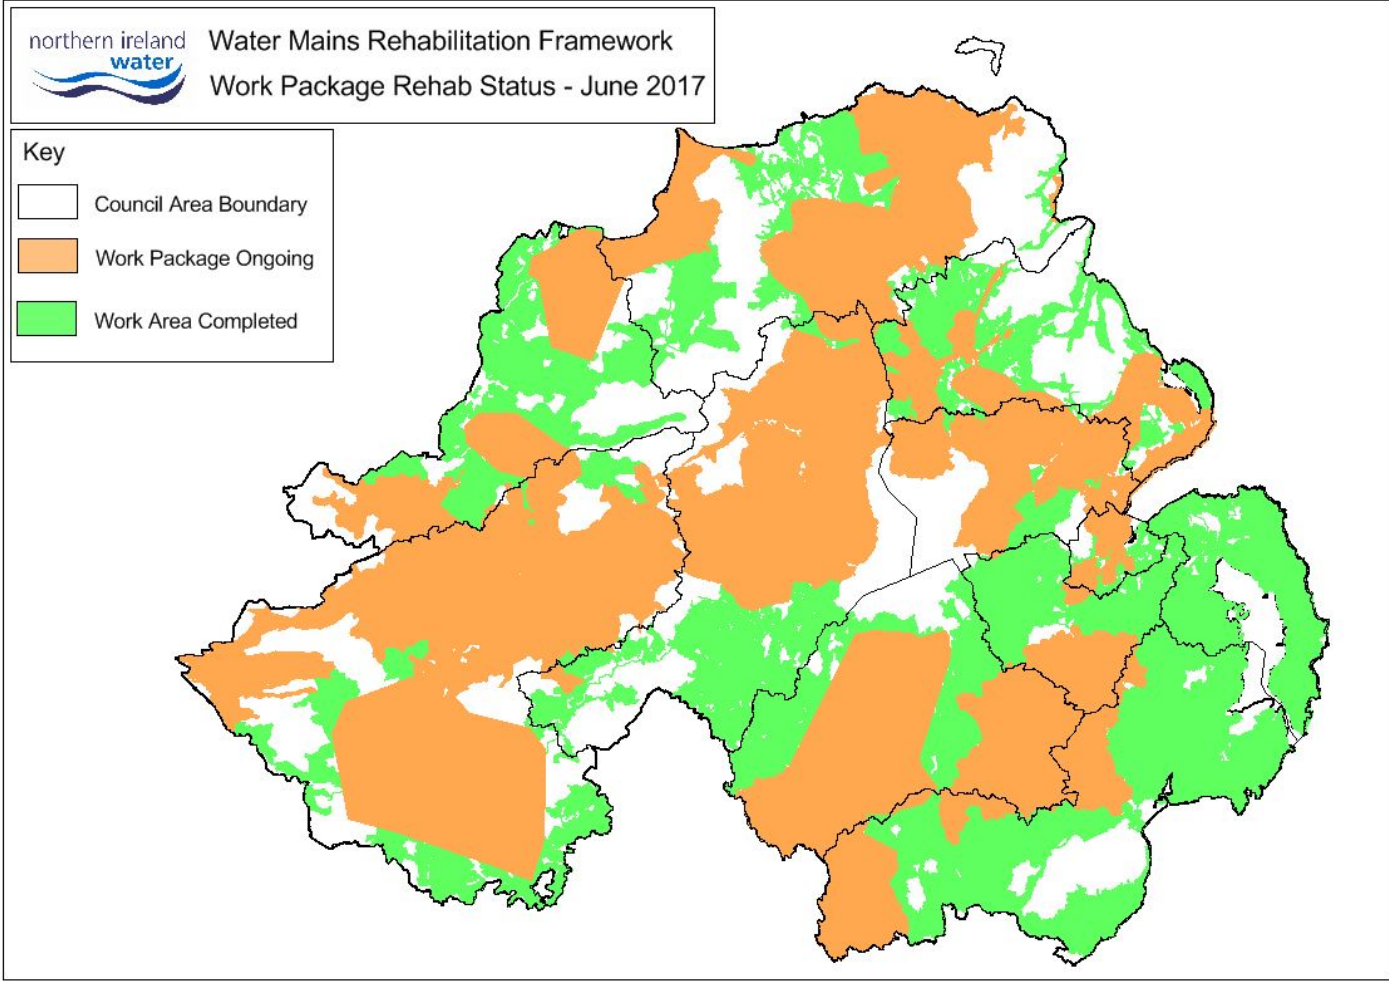 northern ireland
water
Water Mains Rehabilitation Framework
Work Package Rehab Status - June 2017
Key
Council Area Boundary
Work Package Ongoing
Work Area Completed